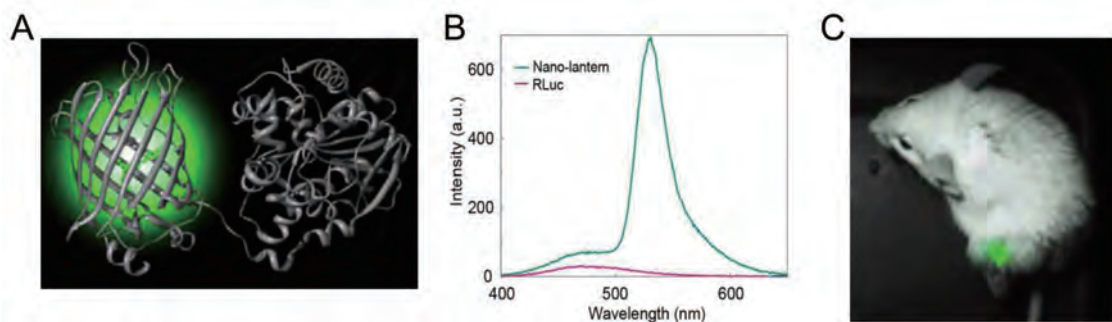 A
B
C
600
400
200
0
Intensity (a.u.)
Nano-lantern
RLuc
400
500
600
Wavelength (nm)